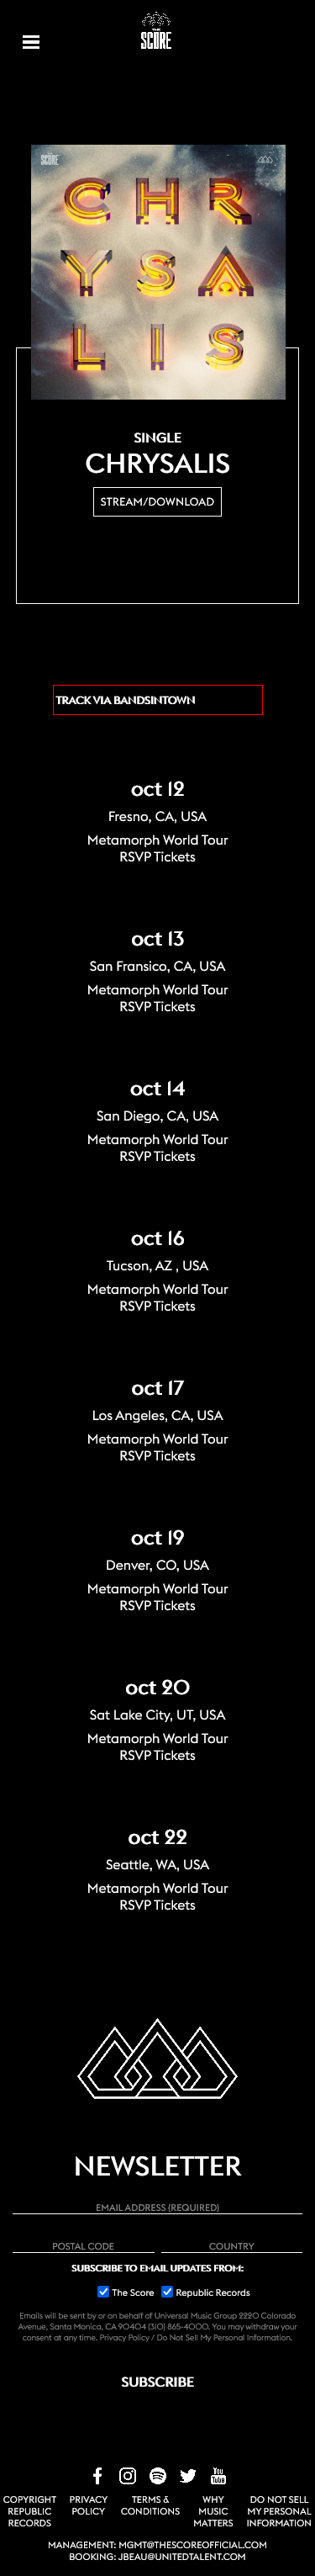 THE
SCORE
THE
SCORE
CHR
YSA
LIS
SINGLE
CHRYSALIS
STREAM/DOWNLOAD
TRACK VIA BANDSINTOWN
oct 12
Fresno, CA, USA
Metamorph World Tour
RSVP Tickets
oct 13
San Fransico, CA, USA
Metamorph World Tour
RSVP Tickets
oct 14
San Diego, CA, USA
Metamorph World Tour
RSVP Tickets
oct 16
Tucson, AZ , USA
Metamorph World Tour
RSVP Tickets
oct 17
Los Angeles, CA, USA
Metamorph World Tour
RSVP Tickets
oct 19
Denver, CO, USA
Metamorph World Tour
RSVP Tickets
oct 20
Sat Lake City, UT, USA
Metamorph World Tour
RSVP Tickets
oct 22
Seattle, WA, USA
Metamorph World Tour
RSVP Tickets
NEWSLETTER
EMAIL ADDRESS (REQUIRED)
POSTAL CODE COUNTRY
SUBSCRIBE TO EMAIL UPDATES FROM:
The Score Republic Records
Emails will be sent by or on behalf of Universal Music Group 2220 Colorado
Avenue, Santa Monica, CA 90404 (310) 865-4000. You may withdraw your
consent at any time. Privacy Policy / Do Not Sell My Personal Information.
SUBSCRIBE
You
Tube
COPYRIGHT
REPUBLIC
RECORDS
PRIVACY
POLICY
TERMS &
CONDITIONS
WHY
MUSIC
MATTERS
DO NOT SELL
MY PERSONAL
INFORMATION
MANAGEMENT: MGMT@THESCOREOFFICIAL.COM
BOOKING: JBEAU@UNITEDTALENT.COM